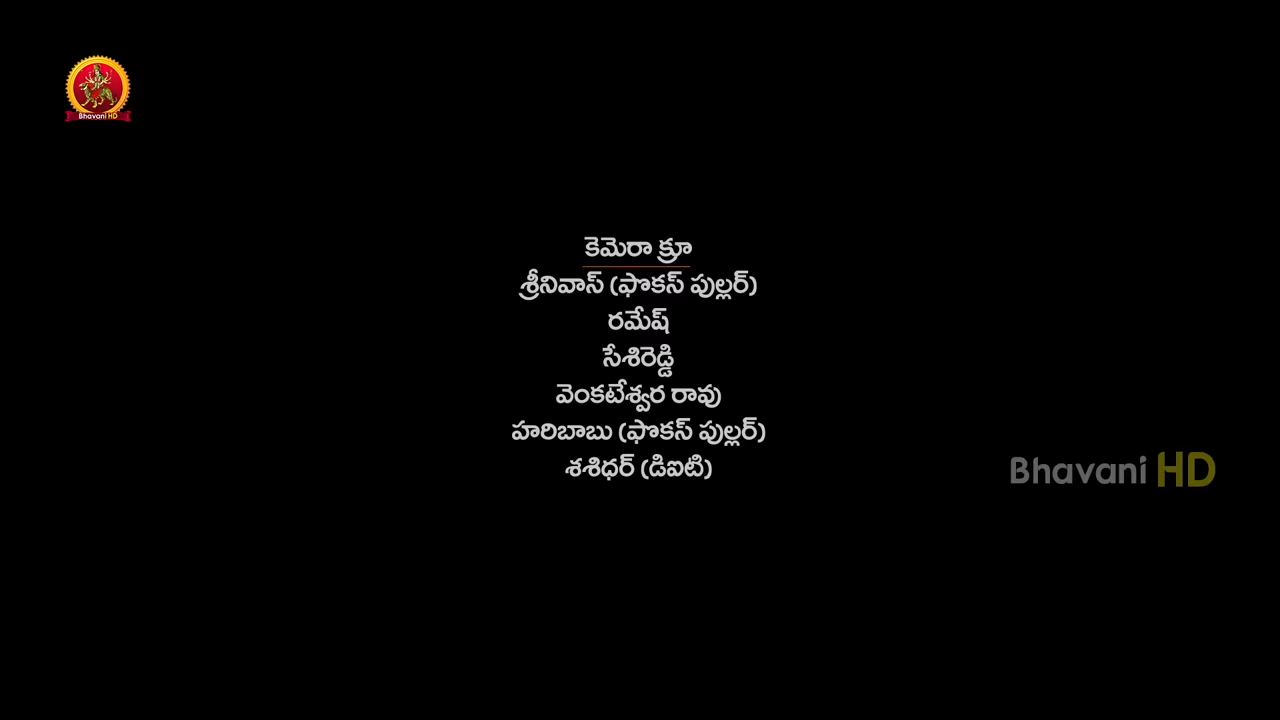 Bhavani HD
కెమెరా క్రూ
శ్రీనివాస్ (ఫొకస్ పుల్లర్)
రమేష్
సేశిరెడ్డి
వెంకటేశ్వర రావు
హరిబాబు (ఫొకస్ పుల్లర్)
శశిధర్ (డిఐటి)
Bhavani HD